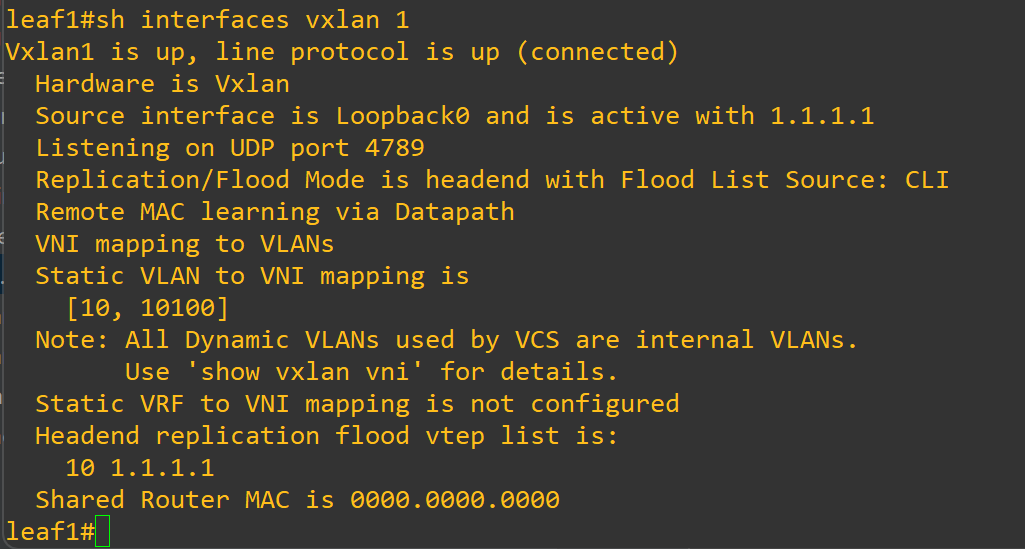 leaf1#sh interfaces vxlan 1
Vxlan1 is up, line protocol is up (connected)
  Hardware is Vxlan
  Source interface is Loopback0 and is active with 1.1.1.1
  Listening on UDP port 4789
  Replication/Flood Mode is headend with Flood List Source: CLI
  Remote MAC learning via Datapath
  VNI mapping to VLANs
  Static VLAN to VNI mapping is
    [10, 10100]
  Note: All Dynamic VLANs used by VCS are internal VLANs.
        Use 'show vxlan vni' for details.
  Static VRF to VNI mapping is not configured
  Headend replication flood vtep list is:
    10 1.1.1.1
  Shared Router MAC is 0000.0000.0000
leaf1#